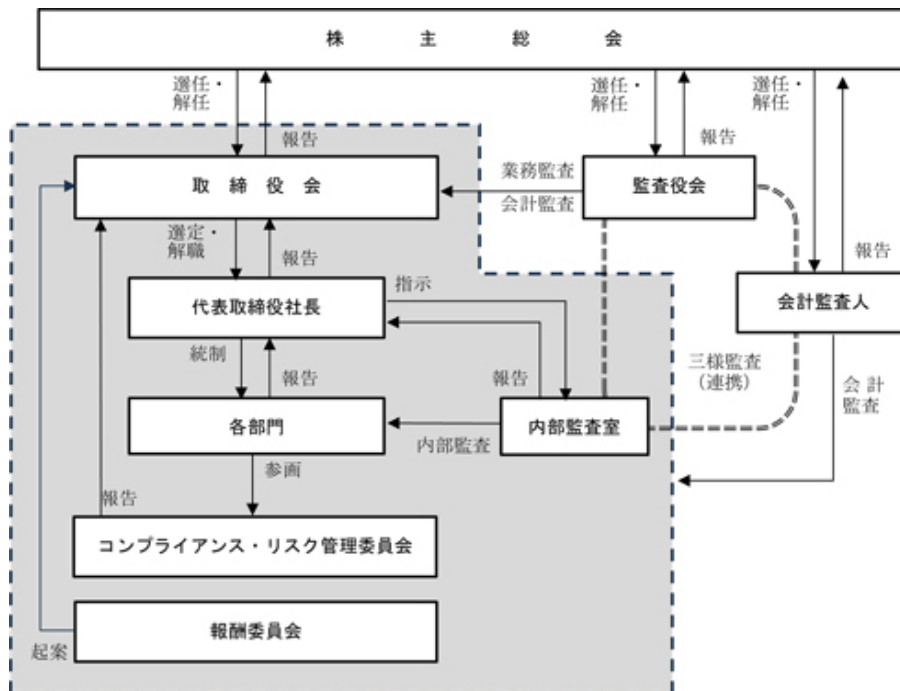 株主総会
選任・
解任
報告
選任・
解任
報告
選任・
解任
報告
取締役会
業務監査
会計監査
監査役会
選定・
解職
報告
代表取締役社長
指示
会計監査人
統制
報告
報告
三様監査
(連携)
会計
監査
各部門
内部監査
内部監査室
参画
報告
コンプライアンス・リスク管理委員会
報酬委員会
起案